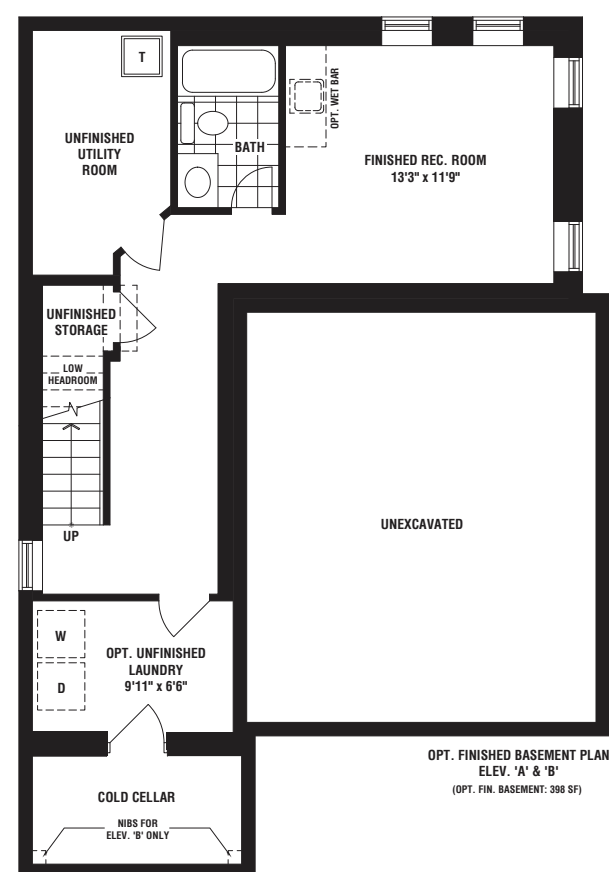 T
UNFINISHED
UTILITY
ROOM
BATH
OPT. WET BAR
FINISHED REC. ROOM
13'3" x 11'9"
UNFINISHED
STORAGE
LOW
HEADROOM
UP
UNEXCAVATED
W
D
OPT. UNFINISHED
LAUNDRY
9'11" x 6'6"
COLD CELLAR
NIBS FOR
ELEV. 'B' ONLY
OPT. FINISHED BASEMENT PLAN
ELEV. 'A' & 'B'
(OPT. FIN. BASEMENT: 398 SF)